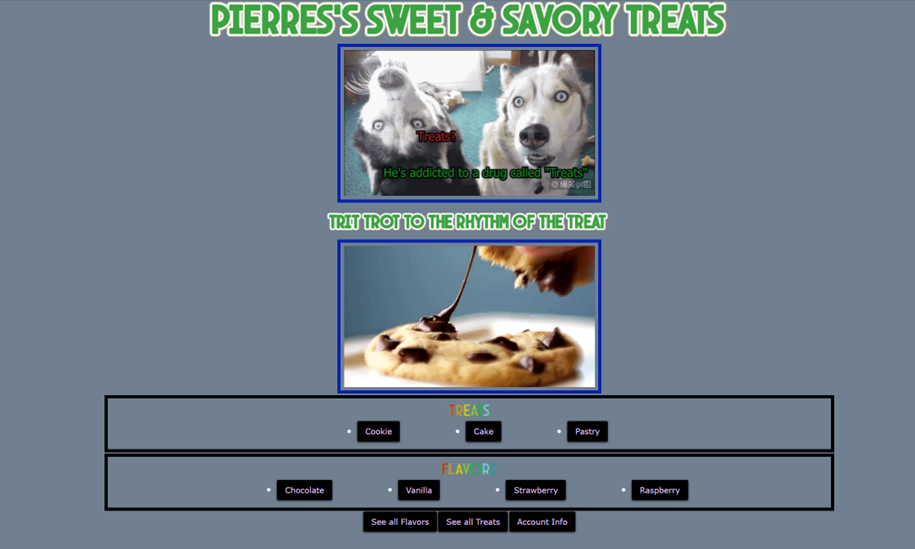 PIERRES'S SWEET & SAVORY TREATS
Treats?
He's addicted to a drug called "Treats"
@爆笑gif图
TRIT TROT TO THE RHYTHM OF THE TREAT
TREATS
Cookie Cake Pastry
FLAVORS
Chocolate Vanilla Strawberry Raspberry
See all Flavors See all Treats Account Info